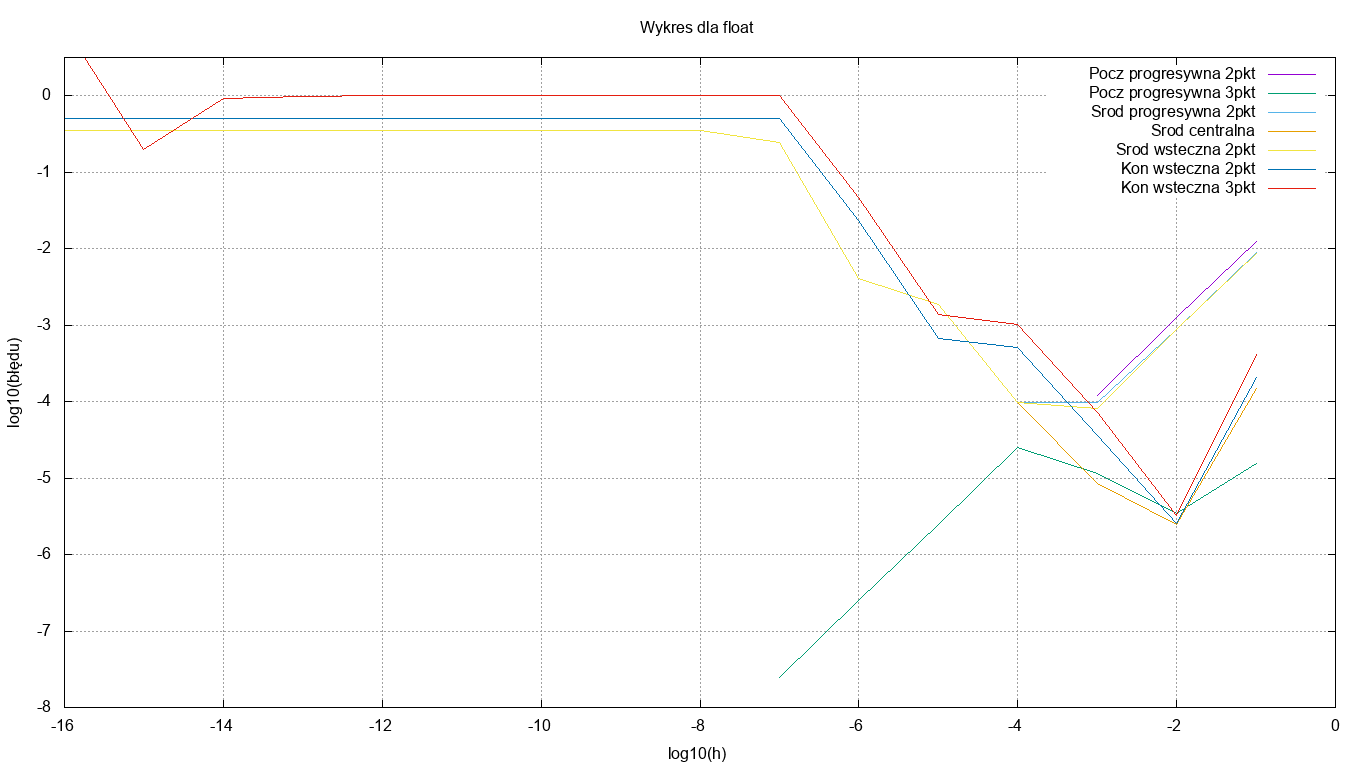 Wykres dla float
Pocz progresywna 2pkt
Pocz progresywna 3pkt
Srod progresywna 2pkt
Srod centralna
Srod wsteczna 2pkt
Kon wsteczna 2pkt
Kon wsteczna 3pkt
0
-1
-2
-3
-4
-5
-6
-7
-8
log10(błędu)
-16 -14 -12 -10 -8 -6 -4 -2 0
log10(h)